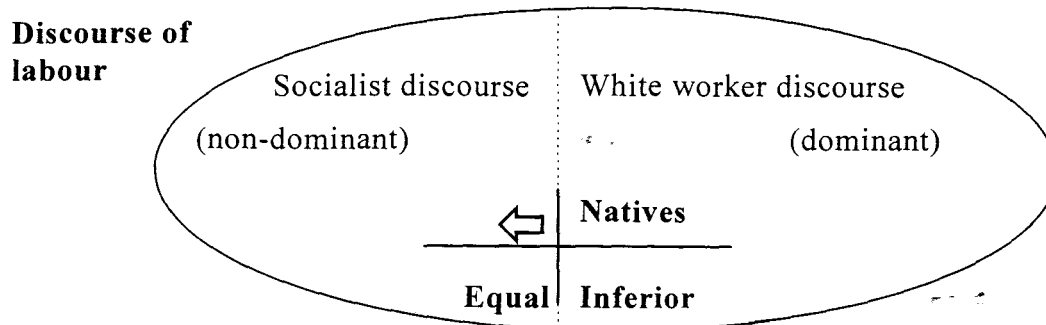 Discourse of
labour
Socialist discourse White worker discourse
(non-dominant) (dominant)
Natives
Equal Inferior